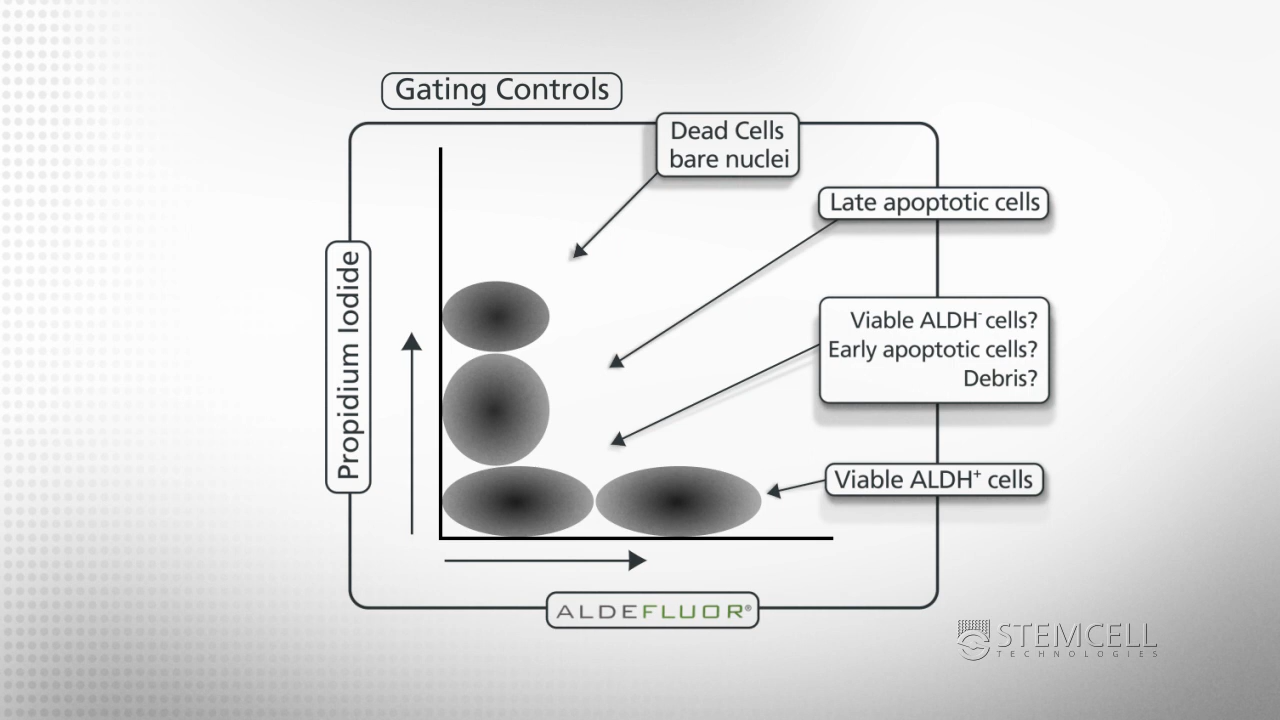 Gating Controls
Dead Cells
bare nuclei
Late apoptotic cells
Propidium Iodide
Viable ALDH⁻ cells?
Early apoptotic cells?
Debris?
Viable ALDH⁺ cells
ALDEFLUOR®
STEMCELL
TECHNOLOGIES